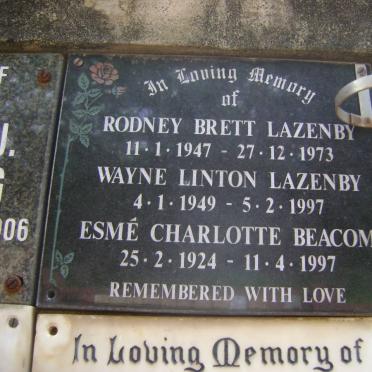 In Loving Memory
of
RODNEY BRETT LAZENBY
11·1·1947 - 27·12·1973
WAYNE LINTON LAZENBY
4·1·1949 - 5·2·1997
ESMÉ CHARLOTTE BEACOM
25·2·1924 - 11·4·1997
REMEMBERED WITH LOVE
In Loving Memory of